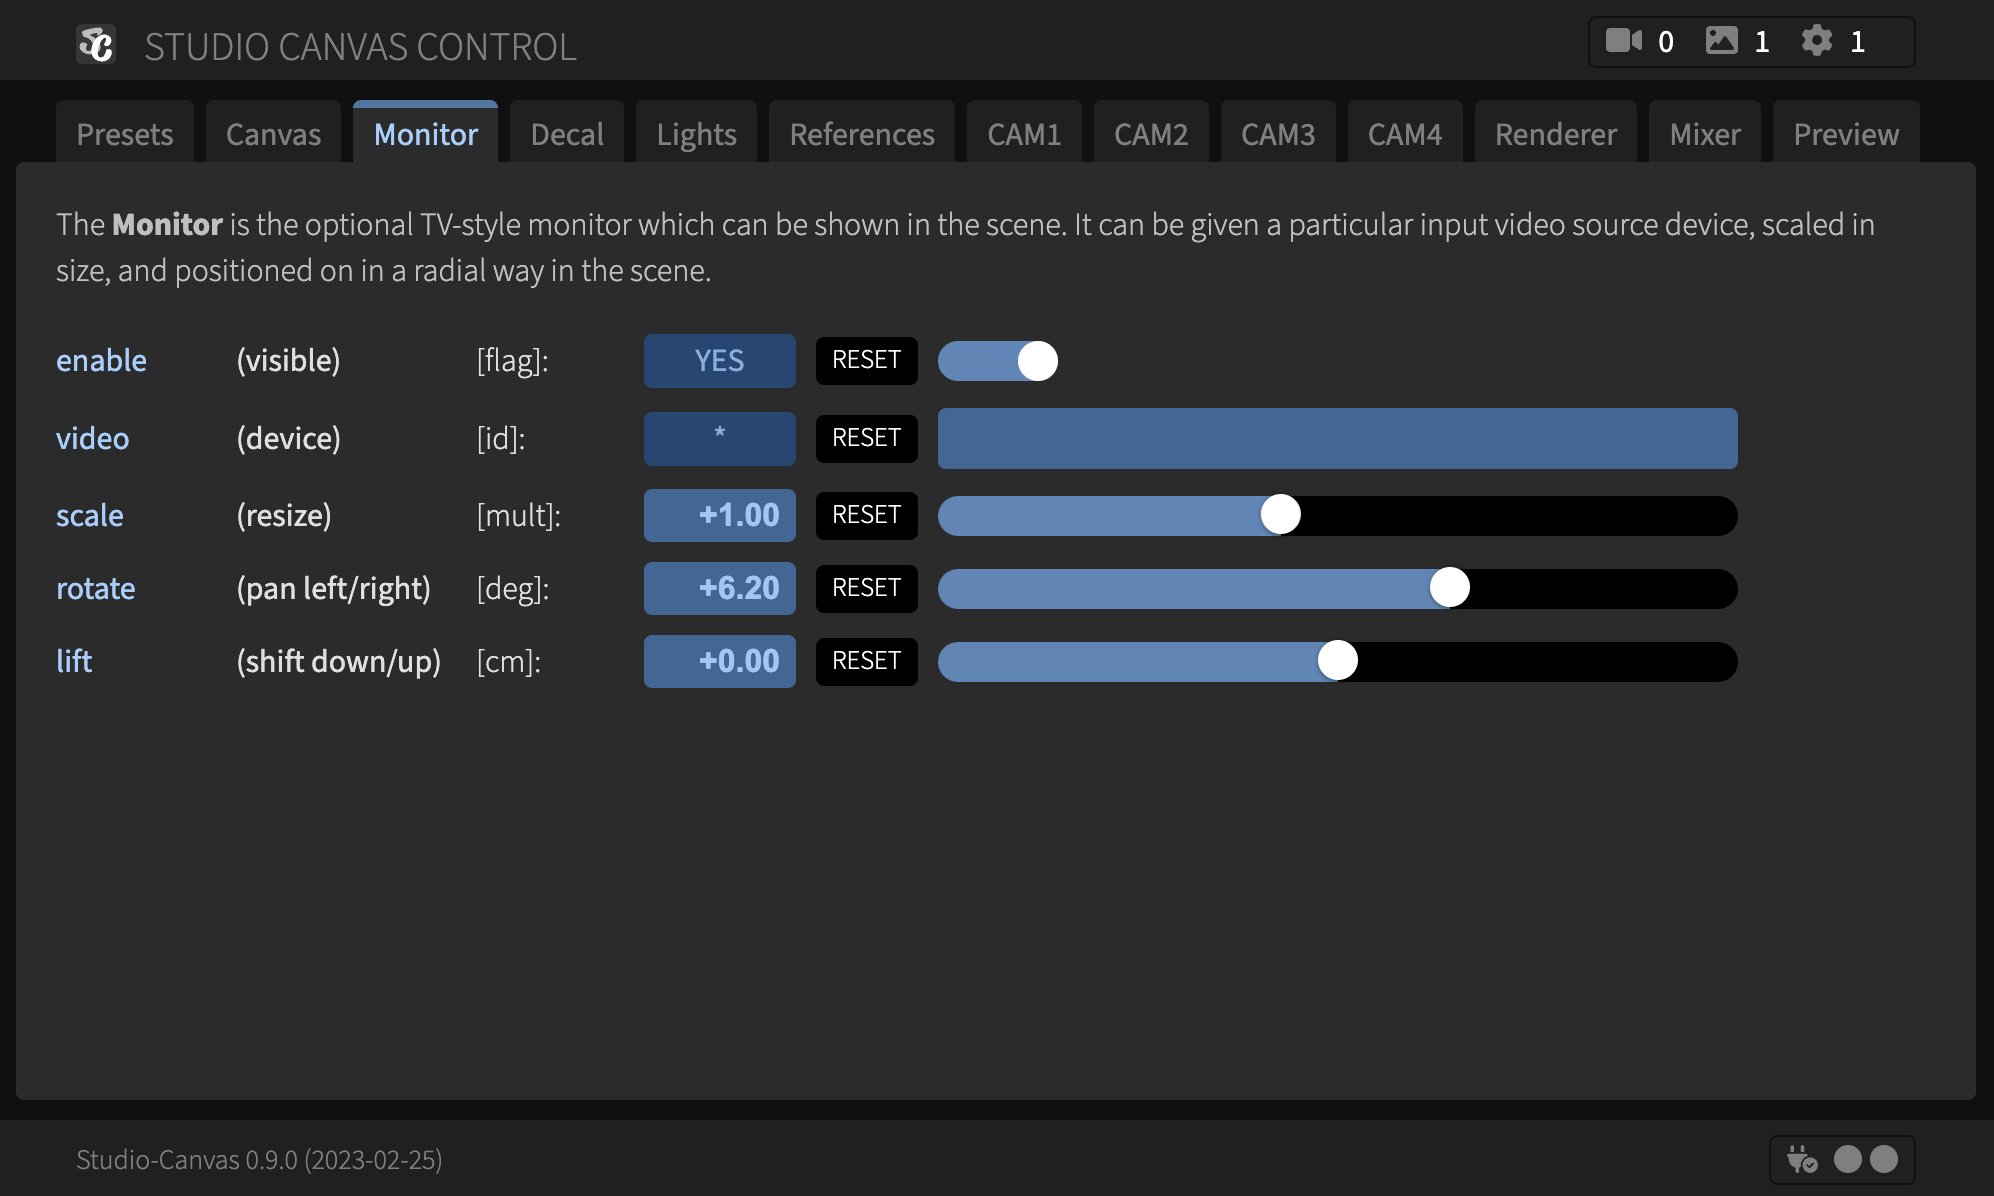 SC STUDIO CANVAS CONTROL 0 1 1
Presets Canvas Monitor Decal Lights References CAM1 CAM2 CAM3 CAM4 Renderer Mixer Preview
The Monitor is the optional TV-style monitor which can be shown in the scene. It can be given a particular input video source device, scaled in
size, and positioned on in a radial way in the scene.
enable (visible) [flag]: YES RESET
video (device) [id]: * RESET
scale (resize) [mult]: +1.00 RESET
rotate (pan left/right) [deg]: +6.20 RESET
lift (shift down/up) [cm]: +0.00 RESET
Studio-Canvas 0.9.0 (2023-02-25)